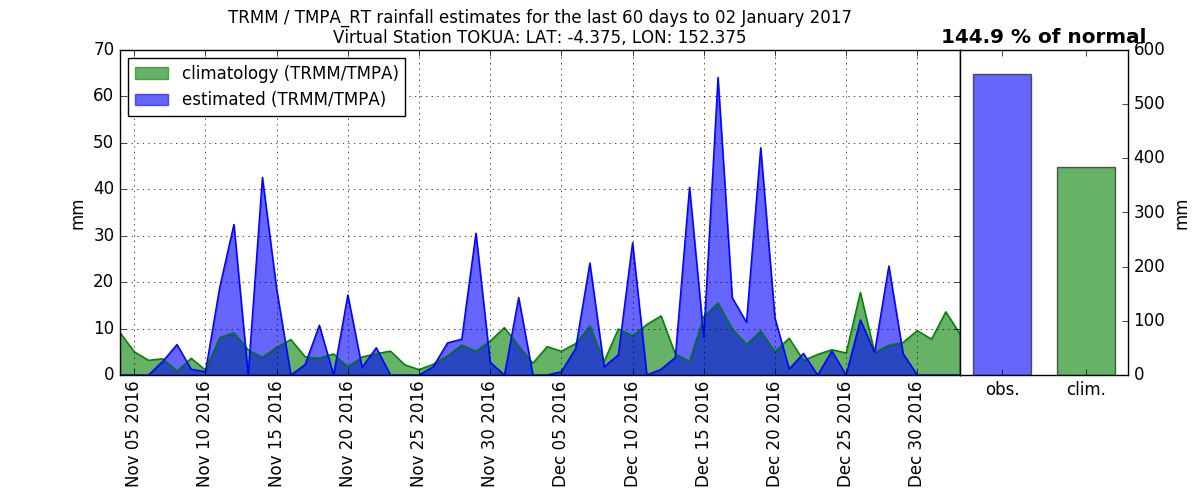 TRMM / TMPA_RT rainfall estimates for the last 60 days to 02 January 2017
Virtual Station TOKUA: LAT: -4.375, LON: 152.375
144.9 % of normal
climatology (TRMM/TMPA)
estimated (TRMM/TMPA)
mm
70
60
50
40
30
20
10
0
Nov 05 2016
Nov 10 2016
Nov 15 2016
Nov 20 2016
Nov 25 2016
Nov 30 2016
Dec 05 2016
Dec 10 2016
Dec 15 2016
Dec 20 2016
Dec 25 2016
Dec 30 2016
obs.
clim.
600
500
400
300
200
100
0
mm